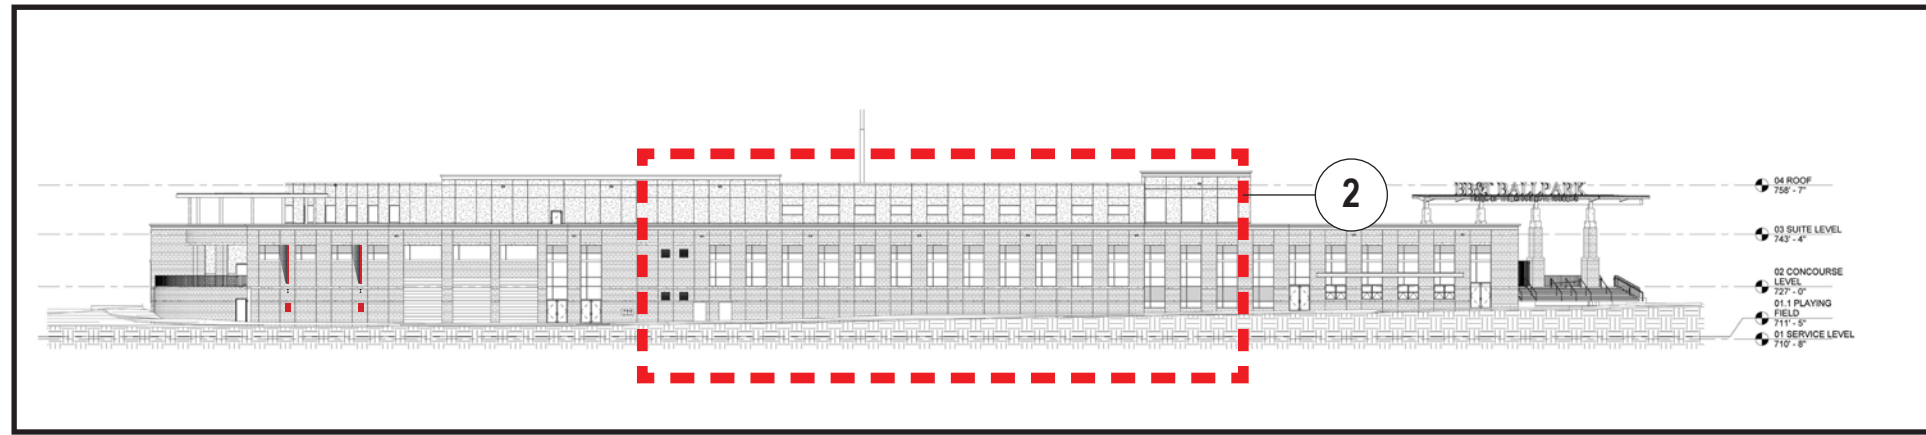 BB&T BALLPARK
2
04 ROOF
758' - 7"
03 SUITE LEVEL
743' - 4"
02 CONCOURSE
LEVEL
727' - 0"
01.1 PLAYING
FIELD
711' - 5"
01 SERVICE LEVEL
710' - 8"